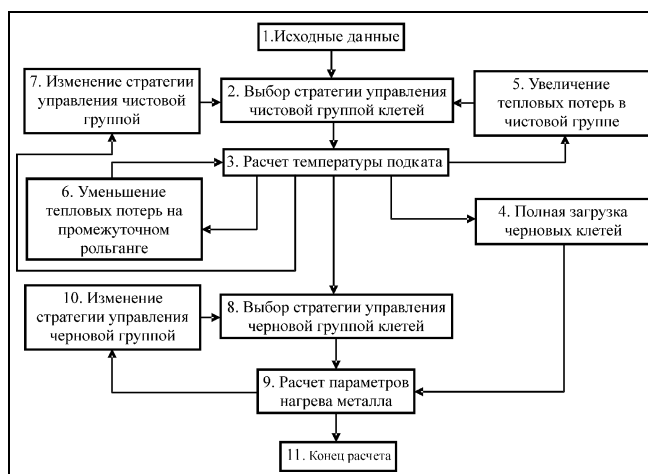 1.Исходные данные
7. Изменение стратегии
управления чистовой
группой
2. Выбор стратегии управления
чистовой группой клетей
5. Увеличение
тепловых потерь в
чистовой группе
3. Расчет температуры подката
6. Уменьшение
тепловых потерь на
промежуточном
рольганге
4. Полная загрузка
черновых клетей
10. Изменение
стратегии управления
черновой группой
8. Выбор стратегии управления
черновой группой клетей
9. Расчет параметров
нагрева металла
11. Конец расчета